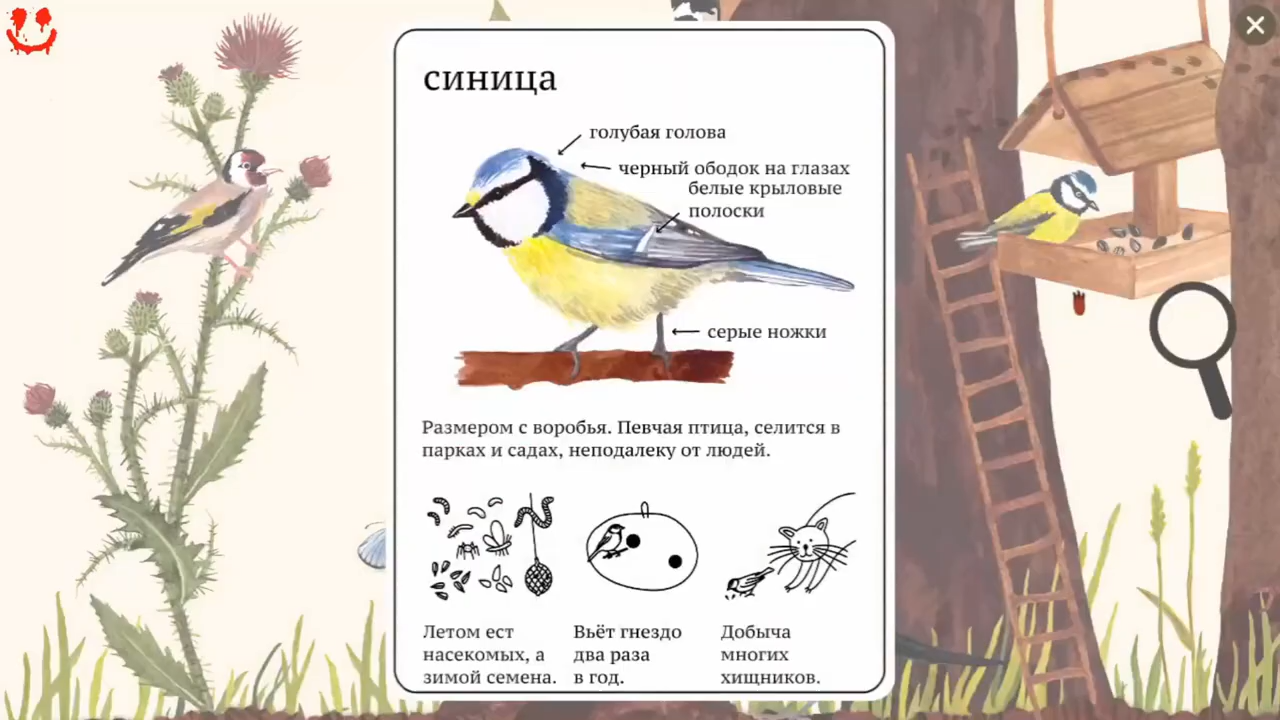 синица
голубая голова
черный ободок на глазах
белые крыловые
полоски
серые ножки
Размером с воробья. Певчая птица, селится в
парках и садах, неподалеку от людей.
Летом ест
насекомых, а
зимой семена.
Вьёт гнездо
два раза
в год.
Добыча
многих
хищников.